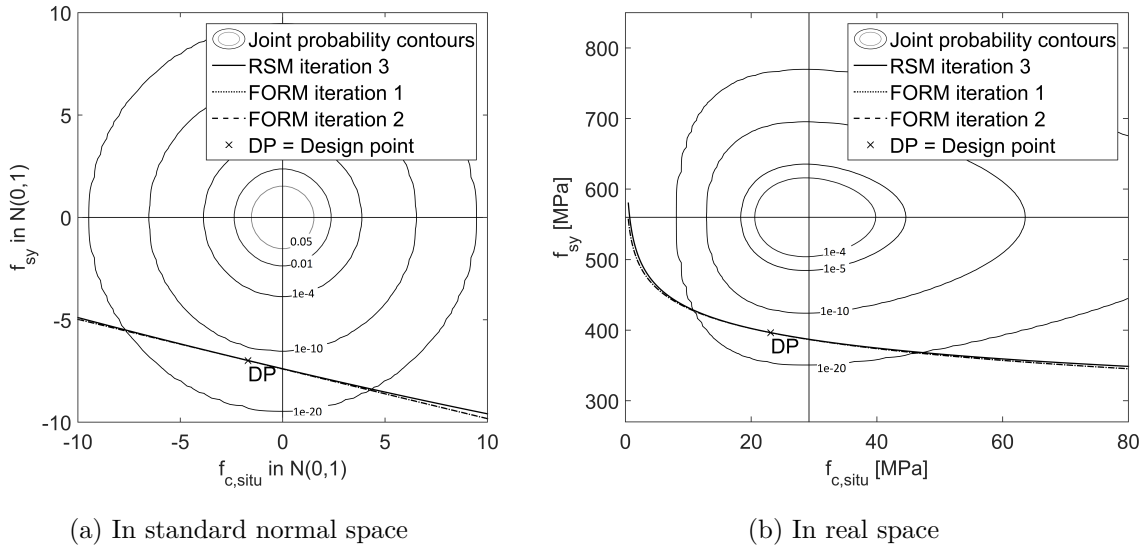 10
5
0
-5
-10
-10
-5
0
5
10
f_sy in N(0,1)
f_c,situ in N(0,1)
Joint probability contours
RSM iteration 3
FORM iteration 1
FORM iteration 2
DP = Design point
0.05
0.01
1e-4
1e-10
1e-20
DP
(a) In standard normal space
800
700
600
500
400
300
0
20
40
60
80
f_sy [MPa]
f_c,situ [MPa]
Joint probability contours
RSM iteration 3
FORM iteration 1
FORM iteration 2
DP = Design point
1e-4
1e-5
1e-10
1e-20
DP
(b) In real space